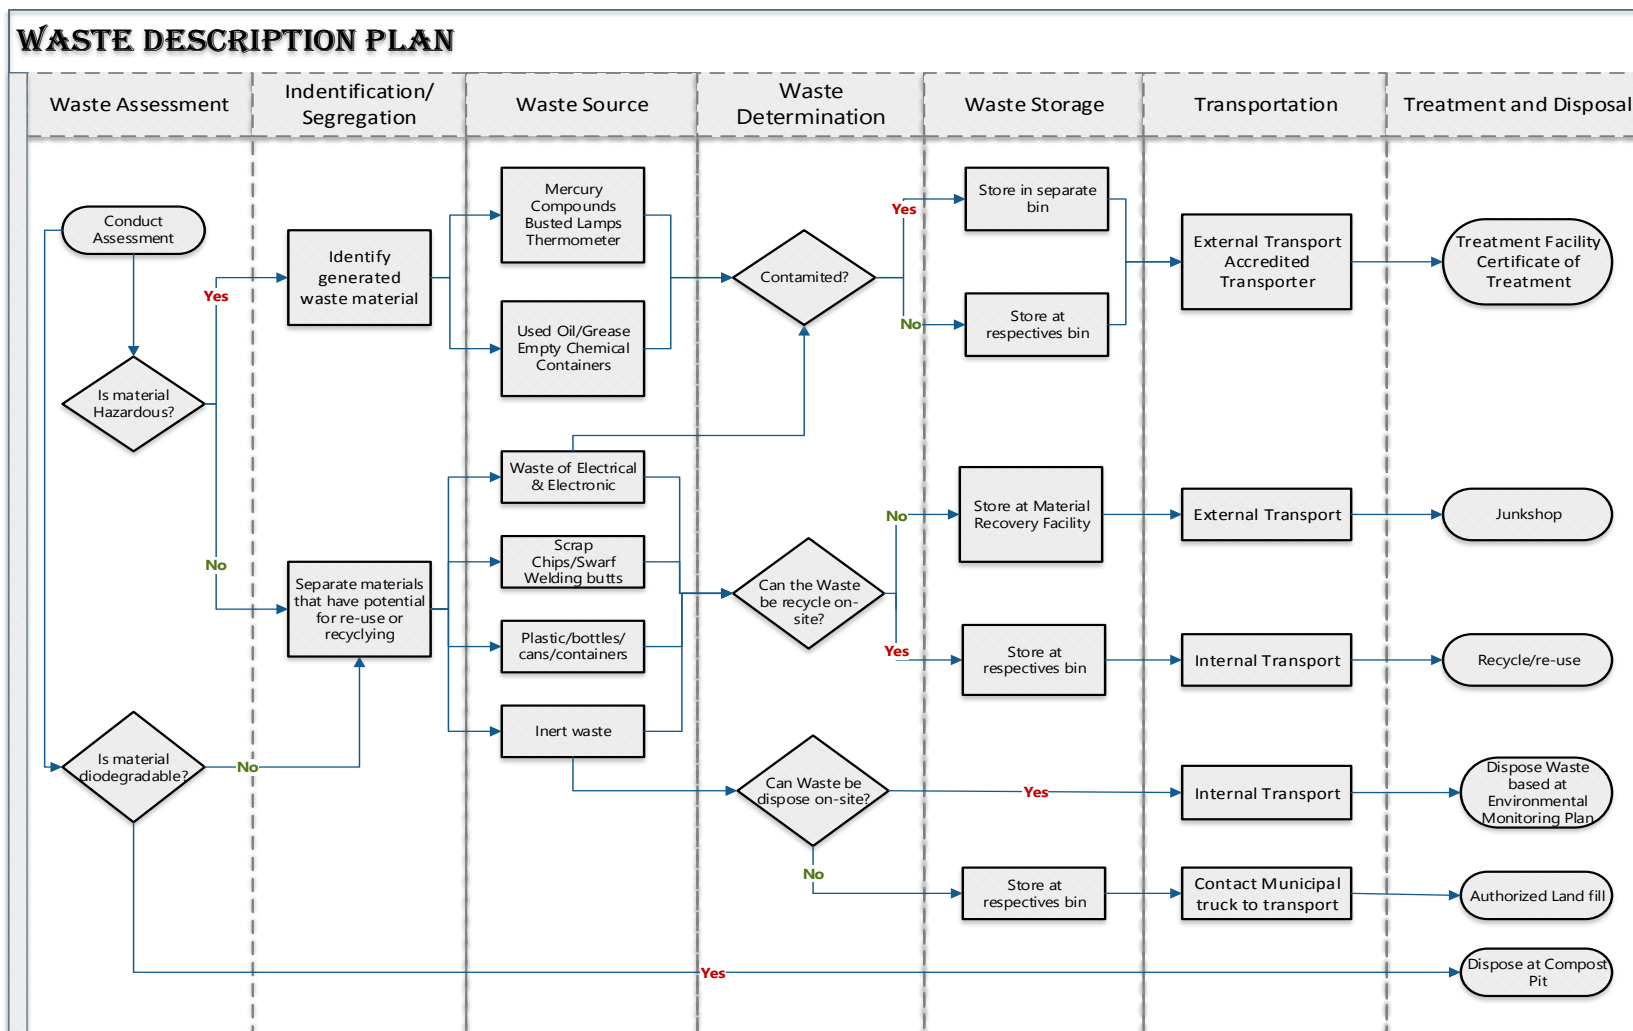 WASTE DESCRIPTION PLAN
Waste Assessment
Indentification/
Segregation
Waste Source
Waste
Determination
Waste Storage
Transportation
Treatment and Disposal
Conduct
Assessment
Is material
Hazardous?
Yes
No
Is material
diodegradable?
No
Yes
Identify
generated
waste material
Separate materials
that have potential
for re-use or
recyclying
Mercury
Compounds
Busted Lamps
Thermometer
Used Oil/Grease
Empty Chemical
Containers
Waste of Electrical
& Electronic
Scrap
Chips/Swarf
Welding butts
Plastic/bottles/
cans/containers
Inert waste
Contamited?
Yes
No
Can the Waste
be recycle on-
site?
No
Yes
Can Waste be
dispose on-site?
Yes
No
Store in separate
bin
Store at
respectives bin
Store at Material
Recovery Facility
Store at
respectives bin
Store at
respectives bin
External Transport
Accredited
Transporter
External Transport
Internal Transport
Internal Transport
Contact Municipal
truck to transport
Treatment Facility
Certificate of
Treatment
Junkshop
Recycle/re-use
Dispose Waste
based at
Environmental
Monitoring Plan
Authorized Land fill
Dispose at Compost
Pit